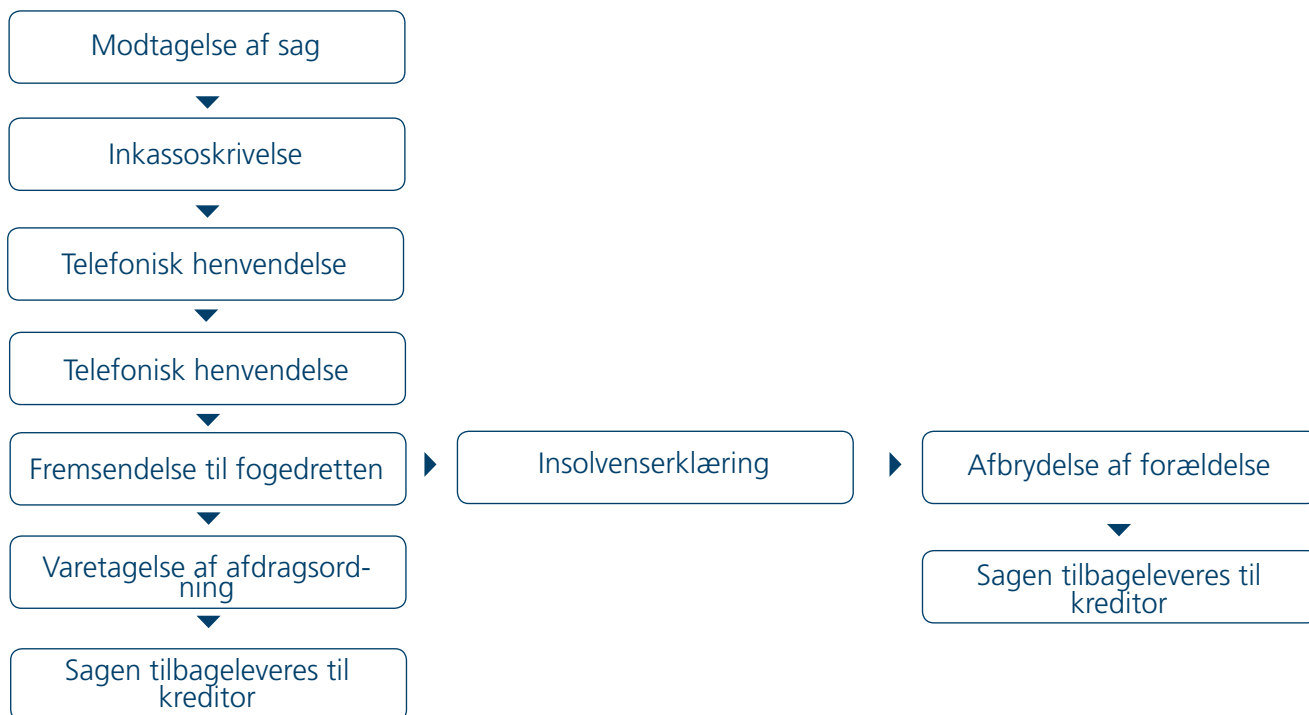 Modtagelse af sag
Inkassoskrivelse
Telefonisk henvendelse
Telefonisk henvendelse
Fremsendelse til fogedretten
Insolvenserklæring
Afbrydelse af forældelse
Varetagelse af afdragsord-
ning
Sagen tilbageleveres til
kreditor
Sagen tilbageleveres til
kreditor